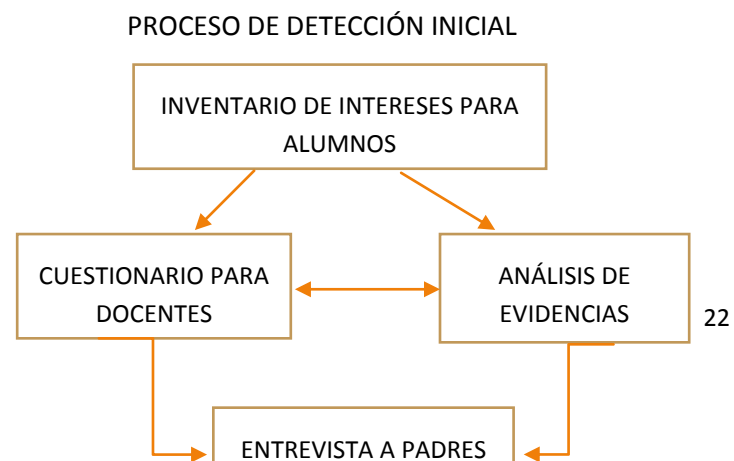 PROCESO DE DETECCIÓN INICIAL
INVENTARIO DE INTERESES PARA
ALUMNOS
CUESTIONARIO PARA
DOCENTES
ANÁLISIS DE
EVIDENCIAS
22
ENTREVISTA A PADRES